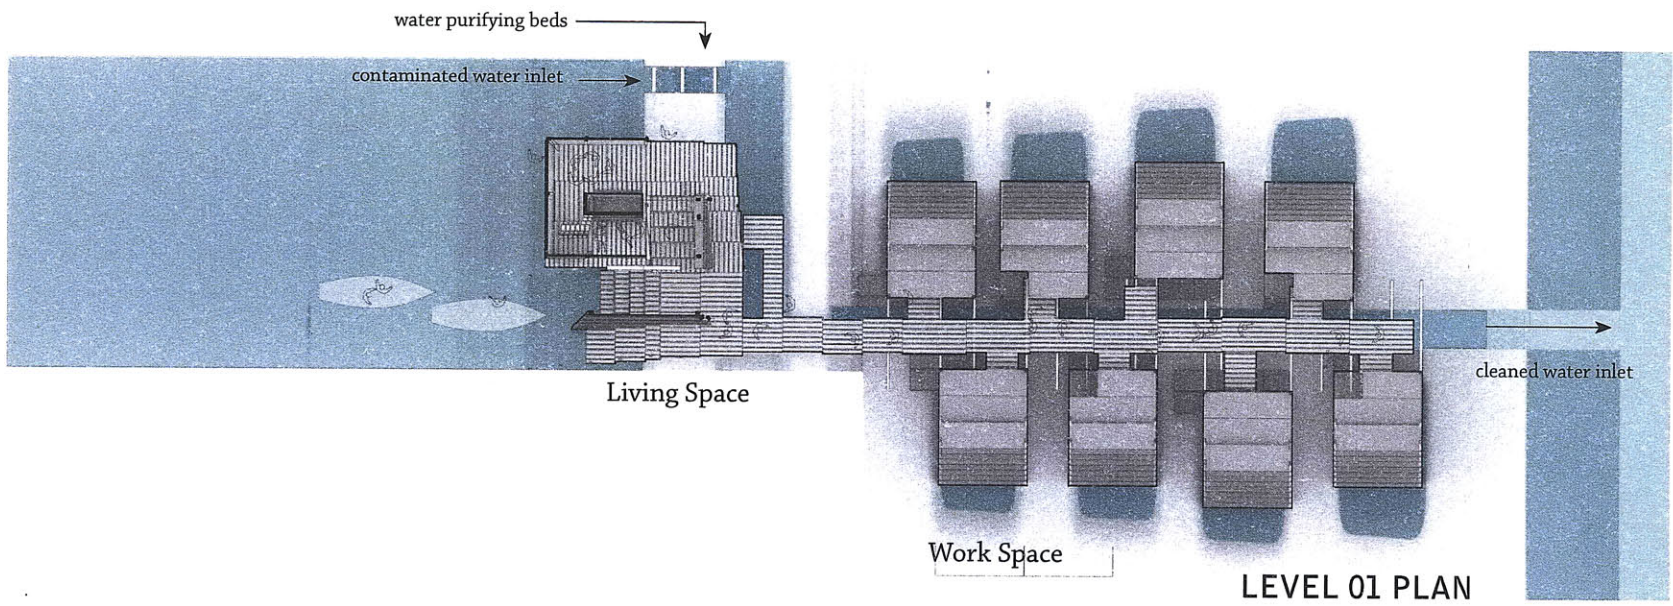 water purifying beds
contaminated water inlet
cleaned water inlet
Living Space
Work Space
LEVEL 01 PLAN